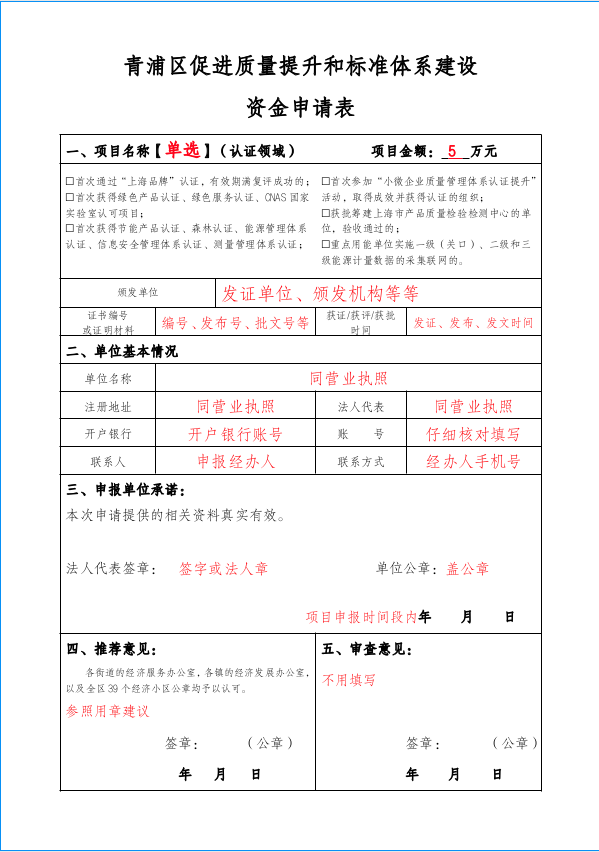 青浦区促进质量提升和标准体系建设
资金申请表
一、项目名称【单选】（认证领域） 项目金额： 5 万元
□首次通过“上海品牌”认证，有效期满复评成功的；
□首次获得绿色产品认证、绿色服务认证、CNAS 国家
实验室认可项目；
□首次获得节能产品认证、森林认证、能源管理体系
认证、信息安全管理体系认证、测量管理体系认证；
□首次参加“小微企业质量管理体系认证提升”
活动，取得成效并获得认证的组织；
□获批筹建上海市产品质量检验检测中心的单
位，验收通过的；
□重点用能单位实施一级（关口）、二级和三
级能源计量数据的采集联网的。
颁发单位 发证单位、颁发机构等等
证书编号
或证明材料
编号、发布号、批文号等
获证/获评/获批
时间
发证、发布、发文时间
二、单位基本情况
单位名称 同营业执照
注册地址 同营业执照 法人代表 同营业执照
开户银行 开户银行账号 账 号 仔细核对填写
联系人 申报经办人 联系方式 经办人手机号
三、申报单位承诺：
本次申请提供的相关资料真实有效。
法人代表签章： 签字或法人章 单位公章：盖公章
项目申报时间段内年 月 日
四、推荐意见：
各街道的经济服务办公室，各镇的经济发展办公室，
以及全区 39 个经济小区公章均予以认可。
参照用章建议
签章： （公章）
年 月 日
五、审查意见：
不用填写
签章： （公章）
年 月 日